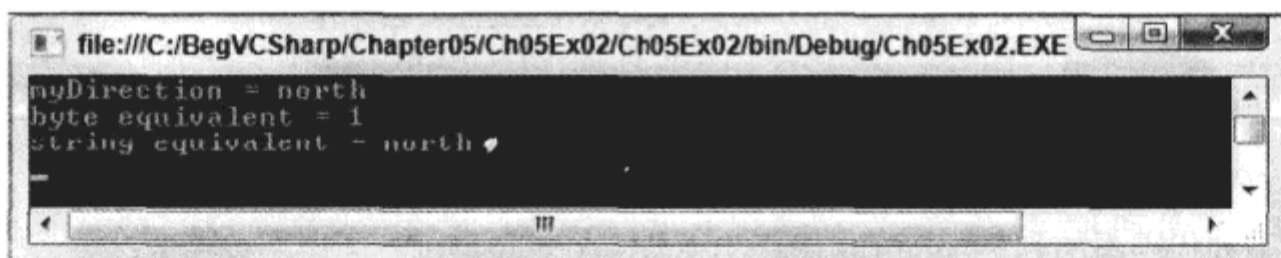 file:///C:/BegVCSharp/Chapter05/Ch05Ex02/Ch05Ex02/bin/Debug/Ch05Ex02.EXE
myDirection = north
byte equivalent = 1
string equivalent = north